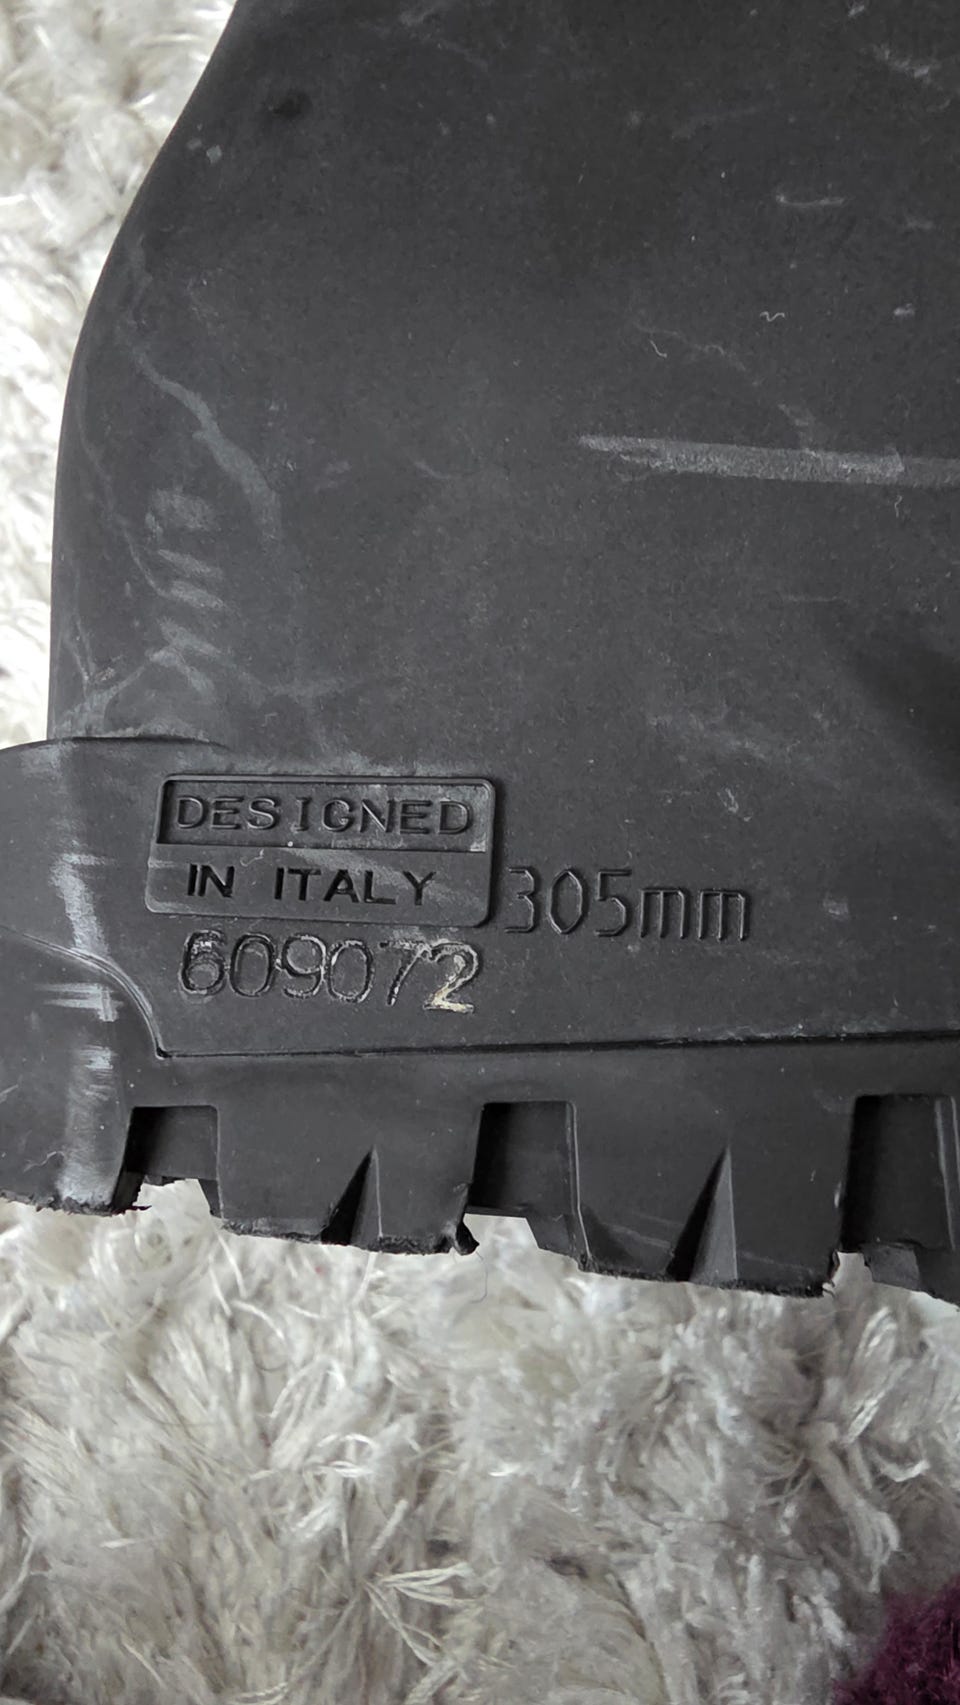 DESIGNED
IN ITALY
305mm
609072